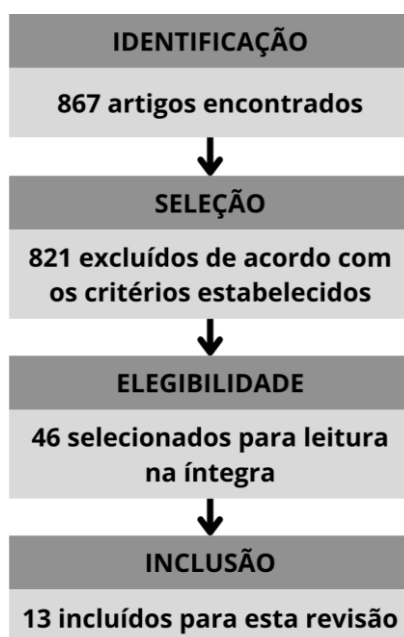 IDENTIFICAÇÃO
867 artigos encontrados
SELEÇÃO
821 excluídos de acordo com
os critérios estabelecidos
ELEGIBILIDADE
46 selecionados para leitura
na íntegra
INCLUSÃO
13 incluídos para esta revisão